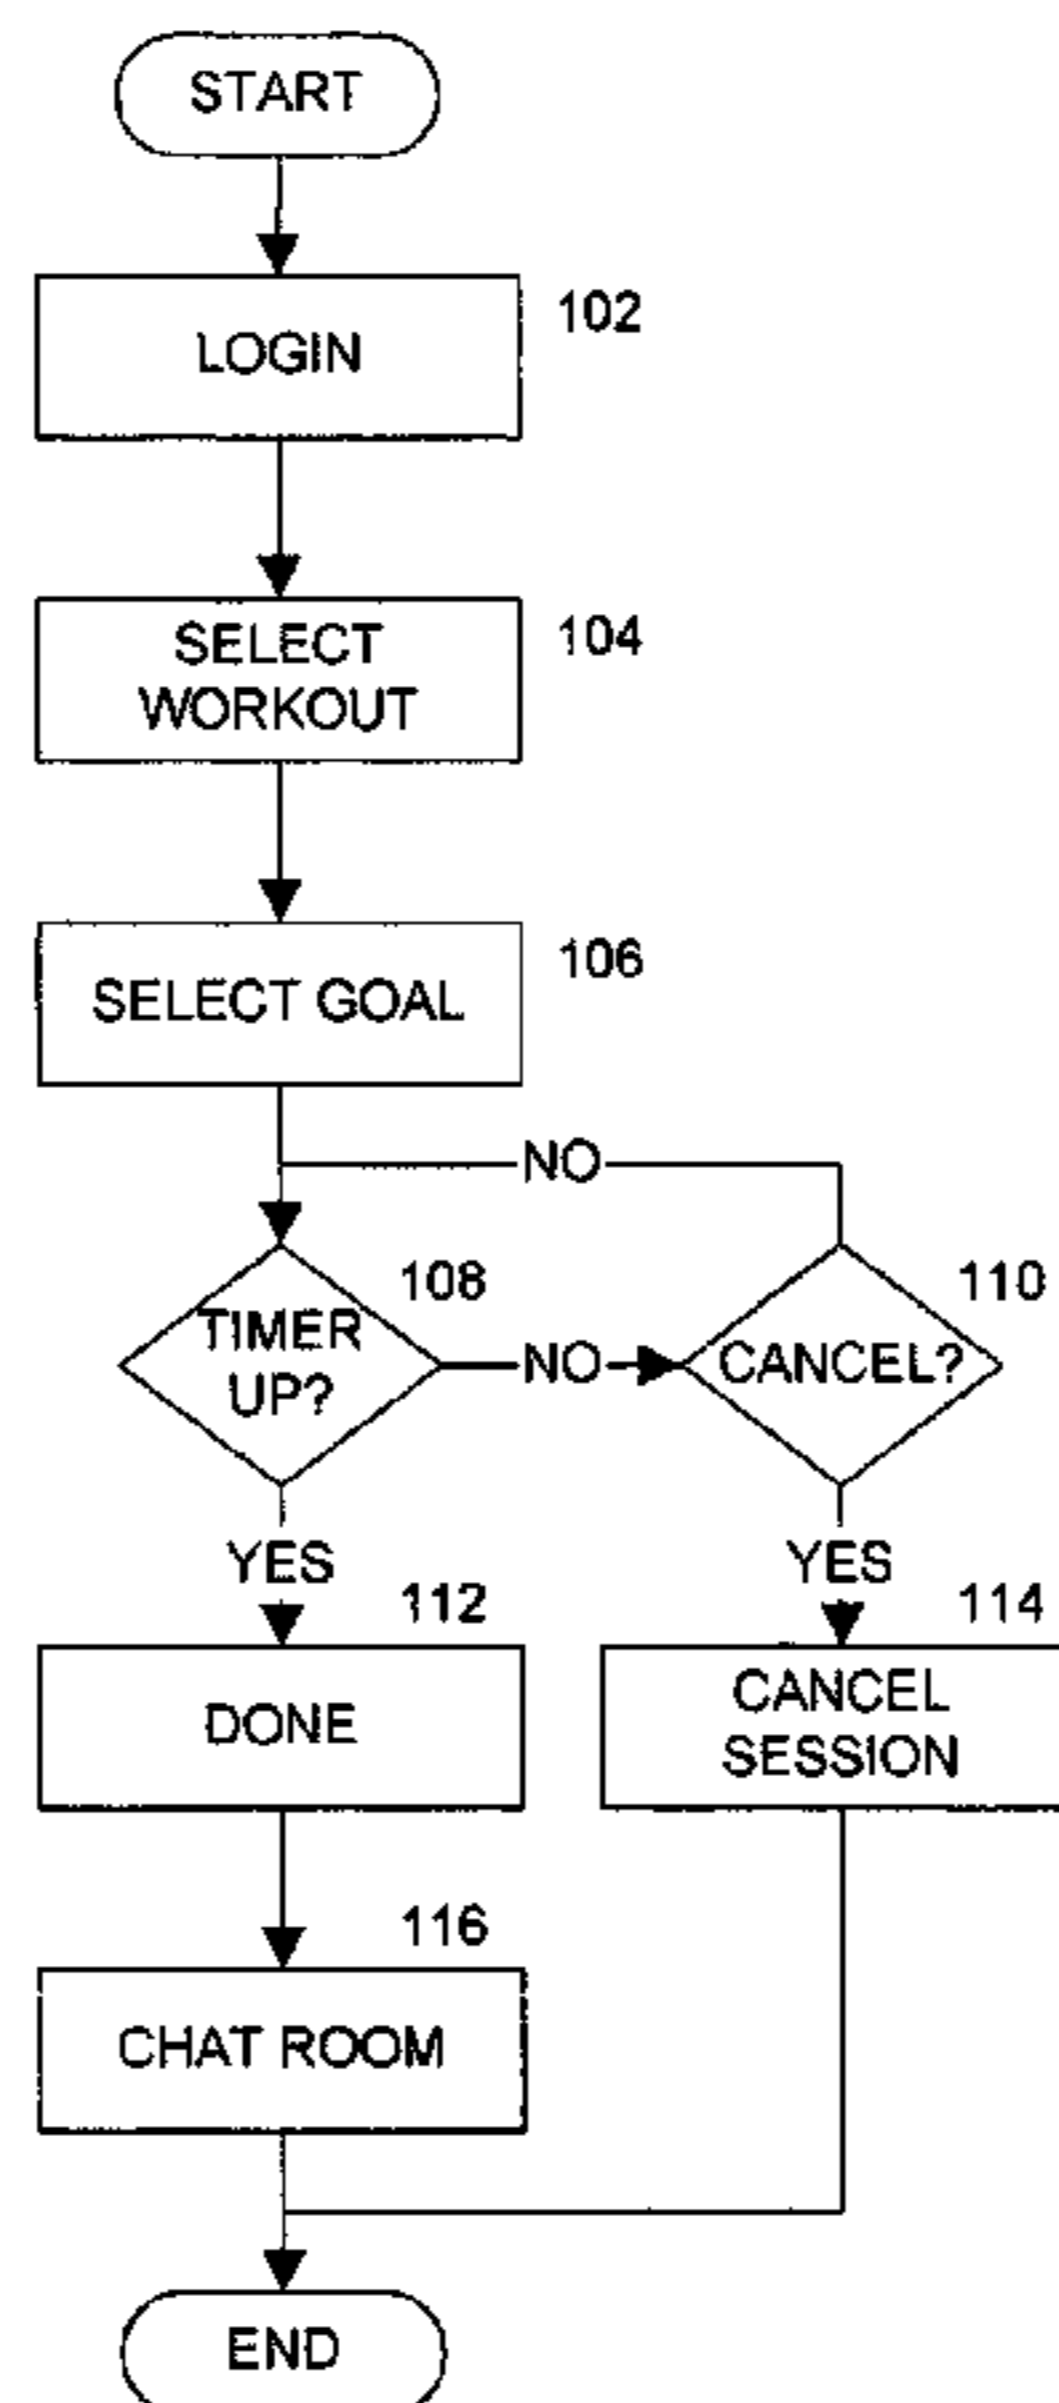 START
102
LOGIN
104
SELECT
WORKOUT
106
SELECT GOAL
NO
108
TIMER
UP?
NO
110
CANCEL?
YES
YES
112
114
DONE
CANCEL
SESSION
116
CHAT ROOM
END